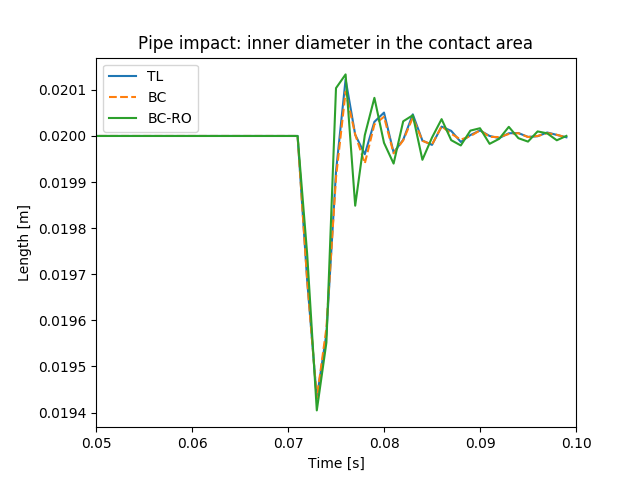 Pipe impact: inner diameter in the contact area
TL
BC
BC-RO
Length [m]
0.0201
0.0200
0.0199
0.0198
0.0197
0.0196
0.0195
0.0194
0.05 0.06 0.07 0.08 0.09 0.10
Time [s]